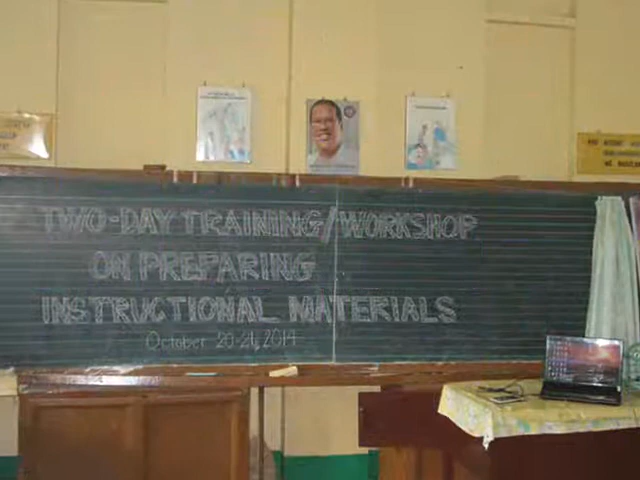 TWO-DAY TRAINING/WORKSHOP
ON PREPARING
INSTRUCTIONAL MATERIALS
October 20-21, 2014